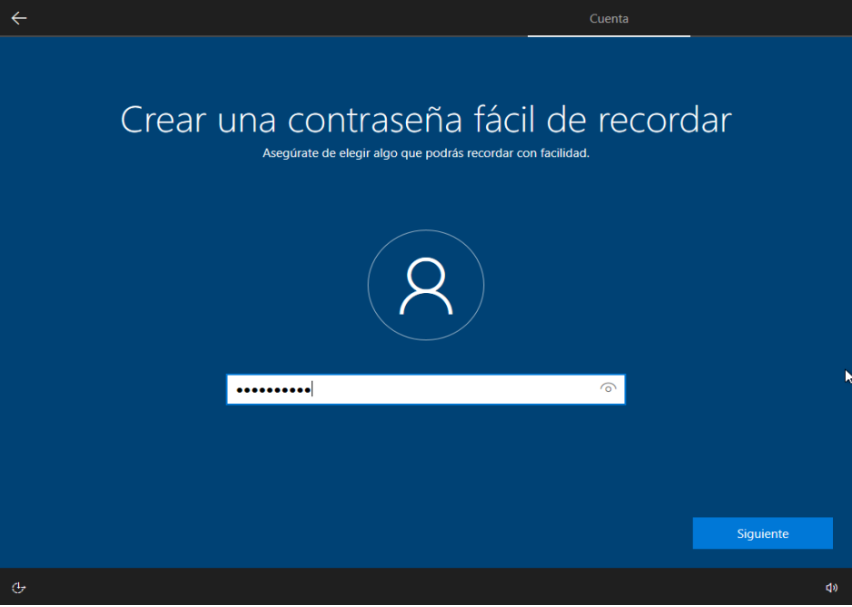 Cuenta
Crear una contraseña fácil de recordar
Asegúrate de elegir algo que podrás recordar con facilidad.
••••••••••
Siguiente